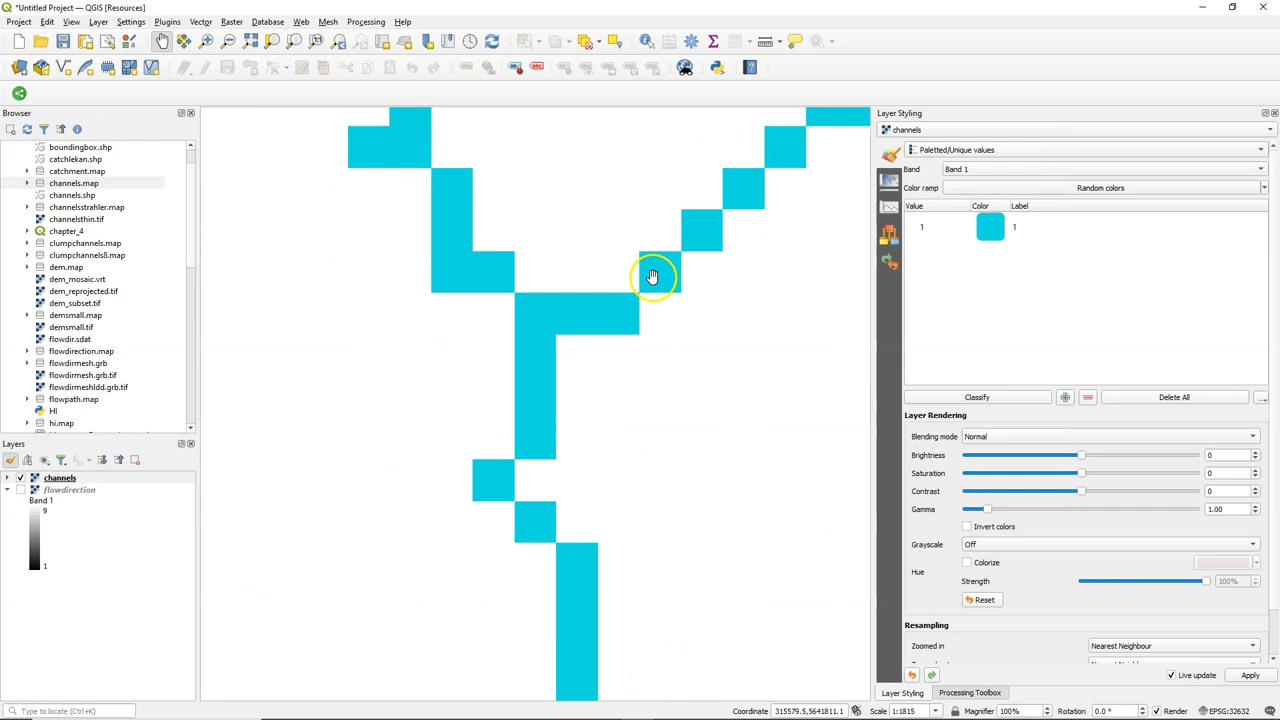 *Untitled Project — QGIS [Resources]
Project Edit View Layer Settings Plugins Vector Raster Database Web Mesh Processing Help
Browser
boundingbox.shp
catchlekan.shp
catchment.map
channels.map
channels.shp
channelsstrahler.map
channelsthin.tif
chapter_4
clumpchannels.map
clumpchannels8.map
dem.map
dem_mosaic.vrt
dem_reprojected.tif
dem_subset.tif
demsmall.map
demsmall.tif
flowdir.sdat
flowdirection.map
flowdirmesh.grb
flowdirmesh.grb.tif
flowdirmeshldd.grb.tif
flowpath.map
HI
hi.map
Layers
channels
flowdirection
Band 1
9
1
Layer Styling
channels
Paletted/Unique values
Band Band 1
Color ramp Random colors
Value Color Label
1 1
Classify Delete All ...
Layer Rendering
Blending mode Normal
Brightness 0
Saturation 0
Contrast 0
Gamma 1.00
Invert colors
Grayscale Off
Hue Colorize
Strength 100%
Reset
Resampling
Zoomed in Nearest Neighbour
Live update Apply
Layer Styling Processing Toolbox
Type to locate (Ctrl+K) Coordinate 315579.5,5641811.1 Scale 1:1815 Magnifier 100% Rotation 0.0 ° Render EPSG:32632